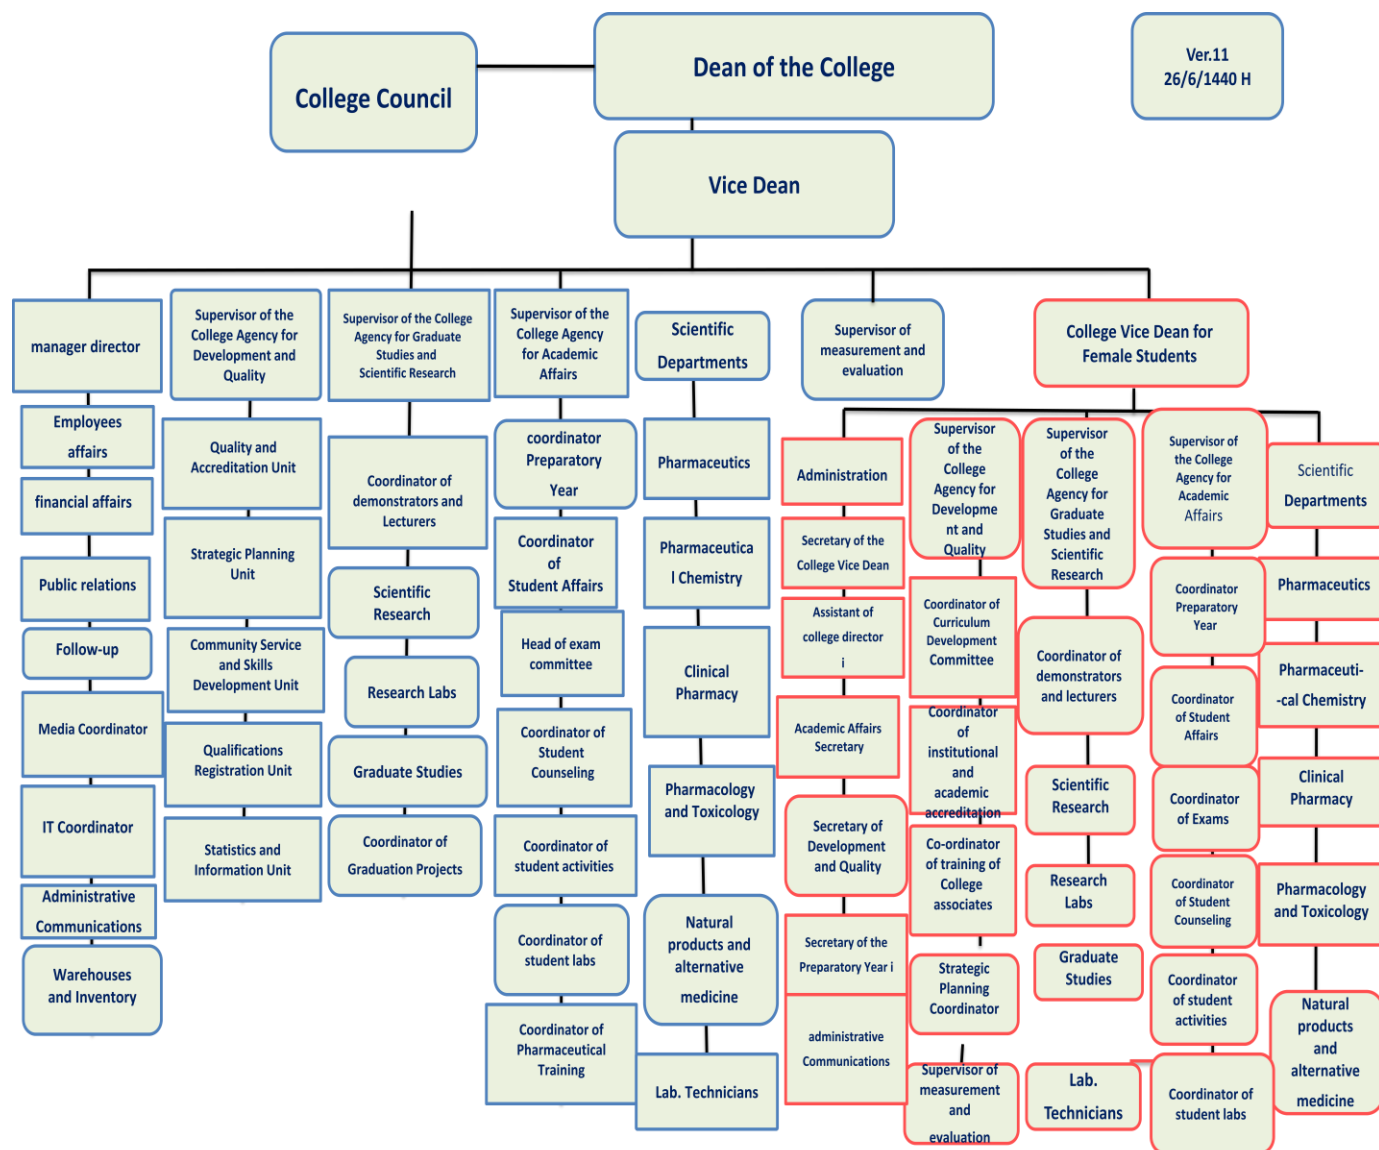 College Council
Dean of the College
Ver.11
26/6/1440 H
Vice Dean
manager director
Employees
affairs
financial affairs
Public relations
Follow-up
Media Coordinator
IT Coordinator
Administrative
Communications
Warehouses
and Inventory
Supervisor of the
College Agency for
Development and
Quality
Quality and
Accreditation Unit
Strategic Planning
Unit
Community Service
and Skills
Development Unit
Qualifications
Registration Unit
Statistics and
Information Unit
Supervisor of the College
Agency for Graduate
Studies and
Scientific Research
Coordinator of
demonstrators and
Lecturers
Scientific
Research
Research Labs
Graduate Studies
Coordinator of
Graduation Projects
Supervisor of the
College Agency
for Academic
Affairs
coordinator
Preparatory
Year
Coordinator
of
Student Affairs
Head of exam
committee
Coordinator
of Student
Counseling
Coordinator of
student activities
Coordinator of
student labs
Coordinator of
Pharmaceutical
Training
Scientific
Departments
Pharmaceutics
Pharmaceutica
l Chemistry
Clinical
Pharmacy
Pharmacology
and Toxicology
Natural
products and
alternative
medicine
Lab. Technicians
Supervisor of
measurement and
evaluation
College Vice Dean for
Female Students
Administration
Secretary of the
College Vice Dean
Assistant of
college director
i
Academic Affairs
Secretary
Secretary of
Development
and Quality
Secretary of the
Preparatory Year i
administrative
Communications
Supervisor
of the
College
Agency for
Developme
nt and
Quality
Coordinator of
Curriculum
Development
Committee
Coordinator
of
institutional
and
academic
accreditation
Co-ordinator
of training of
College
associates
Strategic
Planning
Coordinator
Supervisor of
measurement
and
evaluation
Supervisor
of the
College
Agency for
Graduate
Studies and
Scientific
Research
Coordinator of
demonstrators
and lecturers
Scientific
Research
Research
Labs
Graduate
Studies
Lab.
Technicians
Supervisor of
the College
Agency for
Academic
Affairs
Coordinator
Preparatory
Year
Coordinator
of Student
Affairs
Coordinator
of Exams
Coordinator
of Student
Counseling
Coordinator
of student
activities
Coordinator of
student labs
Scientific
Departments
Pharmaceutics
Pharmaceuti-
-cal Chemistry
Clinical
Pharmacy
Pharmacology
and Toxicology
Natural
products
and
alternative
medicine